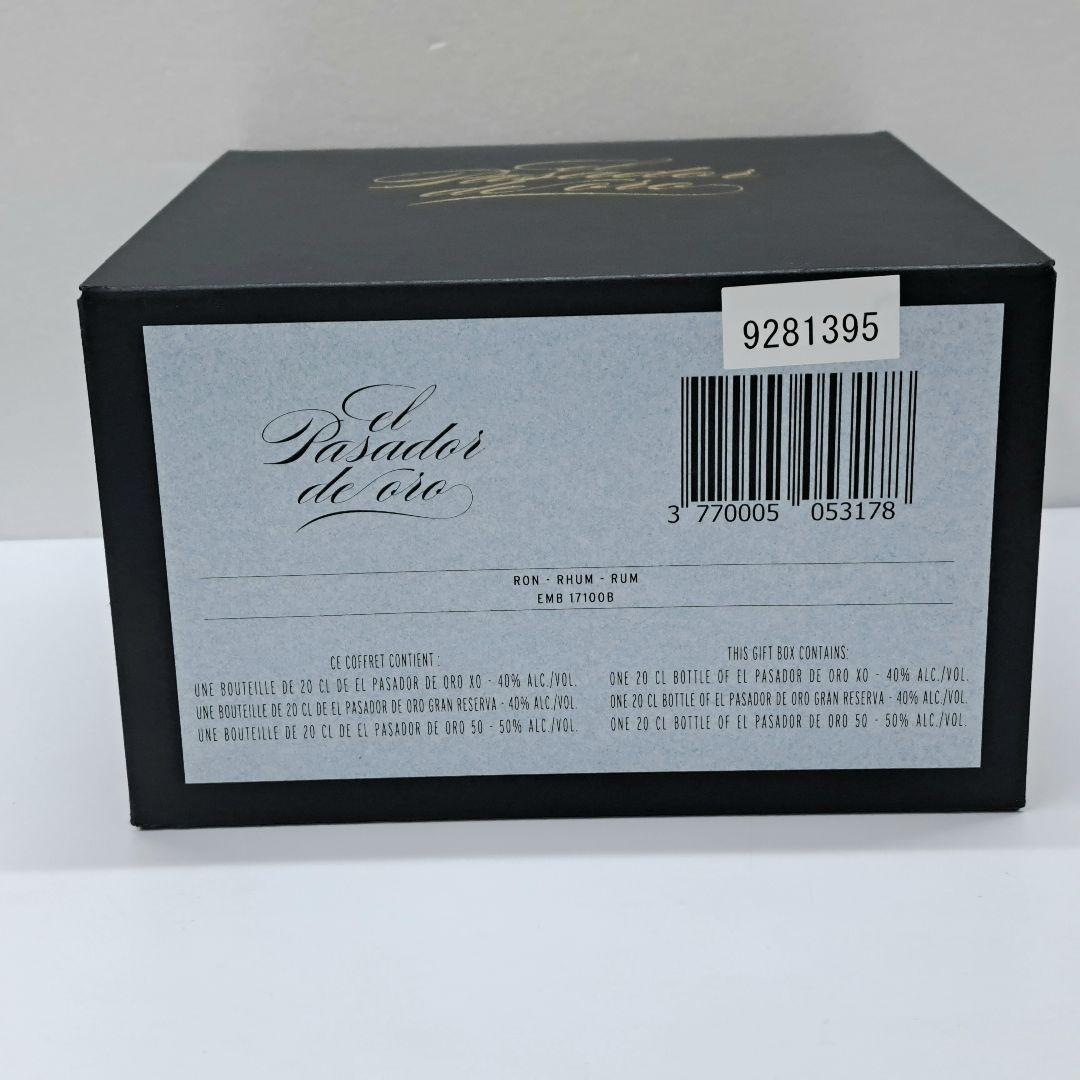 el
Pasador
de oro
9281395
el
Pasador
de oro
3 770005 053178
RON - RHUM - RUM
EMB 17100B
CE COFFRET CONTIENT :
UNE BOUTEILLE DE 20 CL DE EL PASADOR DE ORO XO - 40% ALC./VOL.
UNE BOUTEILLE DE 20 CL DE EL PASADOR DE ORO GRAN RESERVA - 40% ALC./VOL.
UNE BOUTEILLE DE 20 CL DE EL PASADOR DE ORO 50 - 50% ALC./VOL.
THIS GIFT BOX CONTAINS:
ONE 20 CL BOTTLE OF EL PASADOR DE ORO XO - 40% ALC./VOL.
ONE 20 CL BOTTLE OF EL PASADOR DE ORO GRAN RESERVA - 40% ALC./VOL.
ONE 20 CL BOTTLE OF EL PASADOR DE ORO 50 - 50% ALC./VOL.